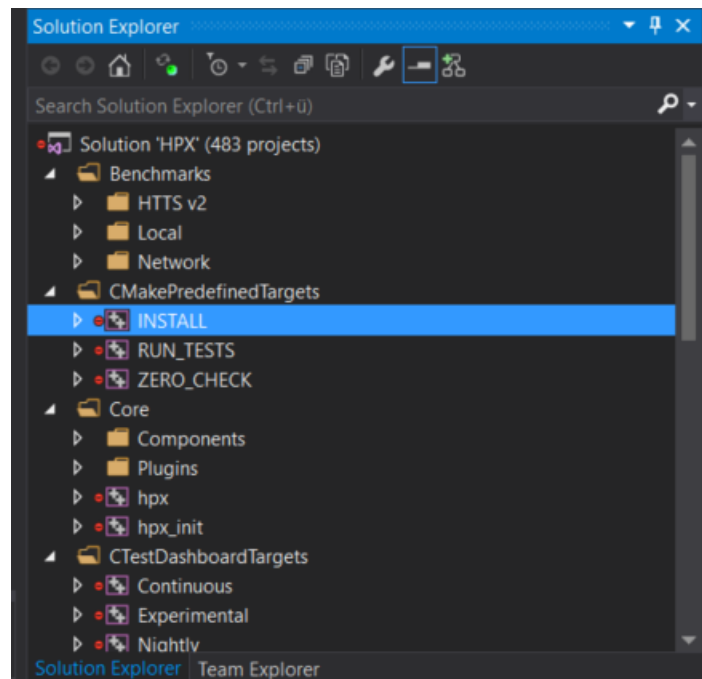 Solution Explorer
Search Solution Explorer (Ctrl+ü)
Solution 'HPX' (483 projects)
Benchmarks
HTTS v2
Local
Network
CMakePredefinedTargets
INSTALL
RUN_TESTS
ZERO_CHECK
Core
Components
Plugins
hpx
hpx_init
CTestDashboardTargets
Continuous
Experimental
Nightly
Solution Explorer Team Explorer